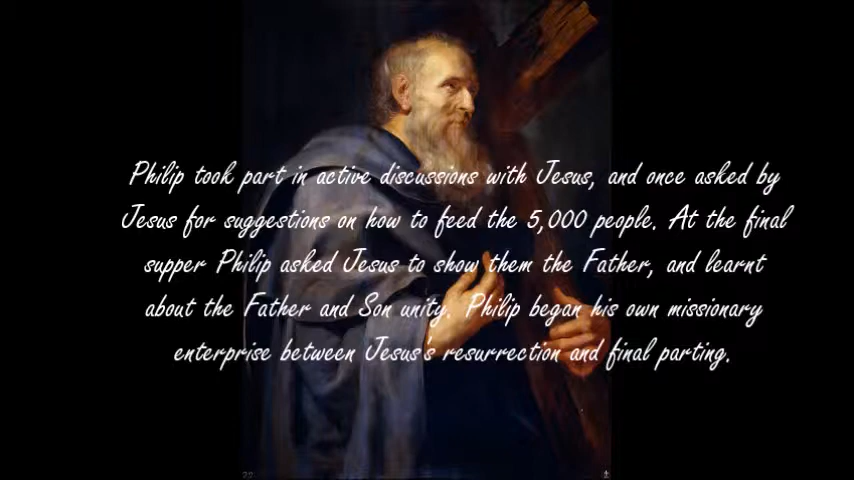 Philip took part in active discussions with Jesus, and once asked by
Jesus for suggestions on how to feed the 5,000 people. At the final
supper Philip asked Jesus to show them the Father, and learnt
about the Father and Son unity. Philip began his own missionary
enterprise between Jesus's resurrection and final parting.